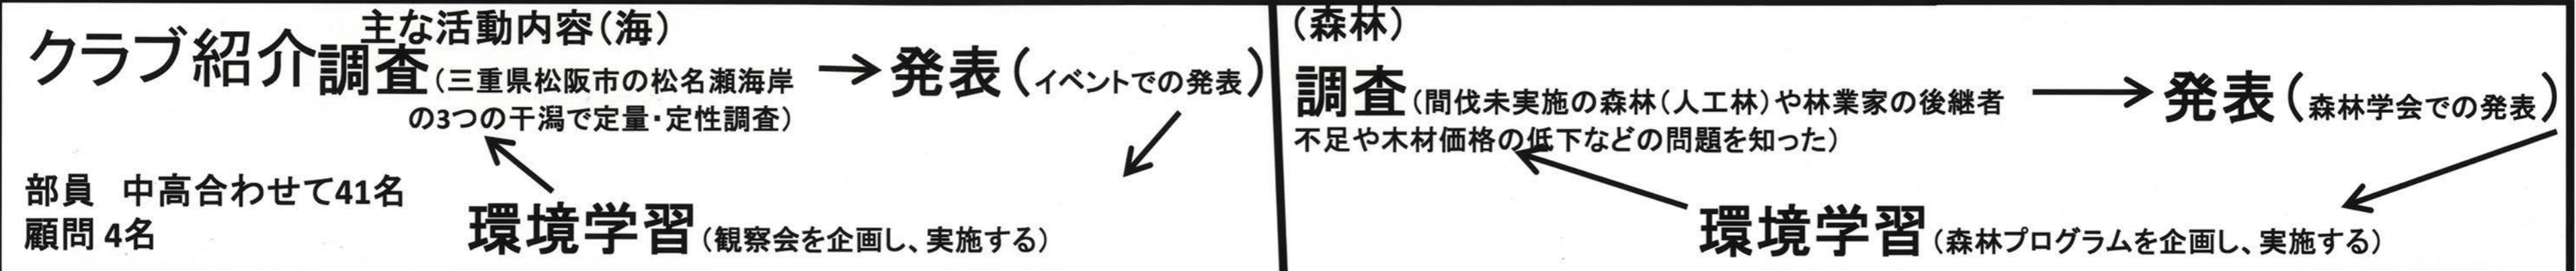 クラブ紹介
部員　中高合わせて41名
顧問 4名
主な活動内容（海）
調査（三重県松阪市の松名瀬海岸
の3つの干潟で定量・定性調査）
→ 発表（イベントでの発表）
環境学習（観察会を企画し、実施する）
（森林）
調査（間伐未実施の森林（人工林）や林業家の後継者
不足や木材価格の低下などの問題を知った）
→ 発表（森林学会での発表）
環境学習（森林プログラムを企画し、実施する）